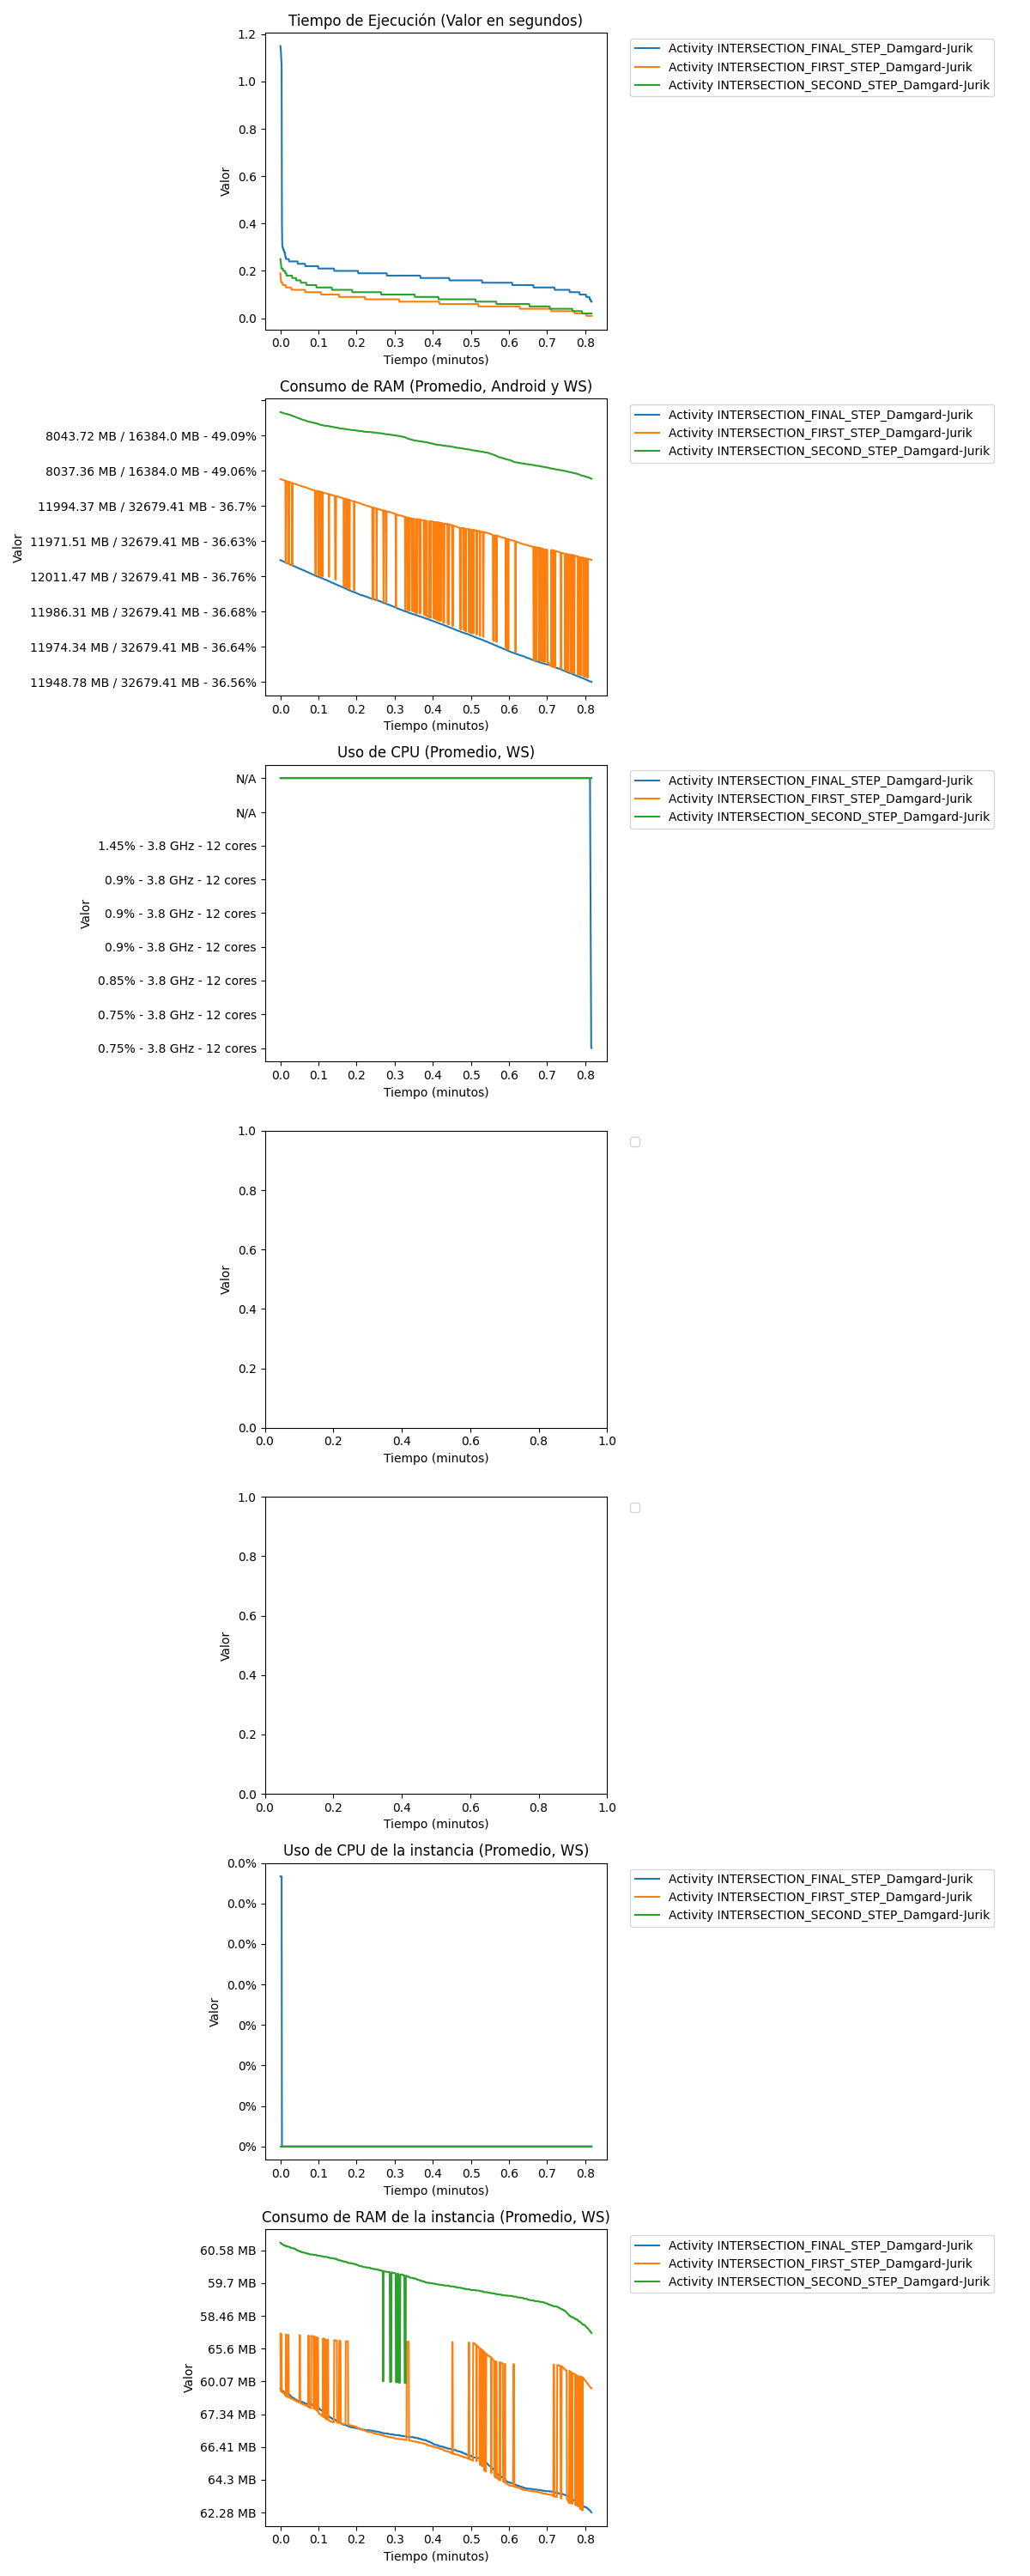 Tiempo de Ejecución (Valor en segundos)
1.2
1.0
0.8
0.6
0.4
0.2
0.0
Valor
0.0 0.1 0.2 0.3 0.4 0.5 0.6 0.7 0.8
Tiempo (minutos)
Activity INTERSECTION_FINAL_STEP_Damgard-Jurik
Activity INTERSECTION_FIRST_STEP_Damgard-Jurik
Activity INTERSECTION_SECOND_STEP_Damgard-Jurik
Consumo de RAM (Promedio, Android y WS)
8043.72 MB / 16384.0 MB - 49.09%
8037.36 MB / 16384.0 MB - 49.06%
11994.37 MB / 32679.41 MB - 36.7%
11971.51 MB / 32679.41 MB - 36.63%
12011.47 MB / 32679.41 MB - 36.76%
11986.31 MB / 32679.41 MB - 36.68%
11974.34 MB / 32679.41 MB - 36.64%
11948.78 MB / 32679.41 MB - 36.56%
Valor
0.0 0.1 0.2 0.3 0.4 0.5 0.6 0.7 0.8
Tiempo (minutos)
Activity INTERSECTION_FINAL_STEP_Damgard-Jurik
Activity INTERSECTION_FIRST_STEP_Damgard-Jurik
Activity INTERSECTION_SECOND_STEP_Damgard-Jurik
Uso de CPU (Promedio, WS)
N/A
N/A
1.45% - 3.8 GHz - 12 cores
0.9% - 3.8 GHz - 12 cores
0.9% - 3.8 GHz - 12 cores
0.9% - 3.8 GHz - 12 cores
0.85% - 3.8 GHz - 12 cores
0.75% - 3.8 GHz - 12 cores
0.75% - 3.8 GHz - 12 cores
Valor
0.0 0.1 0.2 0.3 0.4 0.5 0.6 0.7 0.8
Tiempo (minutos)
Activity INTERSECTION_FINAL_STEP_Damgard-Jurik
Activity INTERSECTION_FIRST_STEP_Damgard-Jurik
Activity INTERSECTION_SECOND_STEP_Damgard-Jurik
1.0
0.8
0.6
0.4
0.2
0.0
Valor
0.0 0.2 0.4 0.6 0.8 1.0
Tiempo (minutos)
1.0
0.8
0.6
0.4
0.2
0.0
Valor
0.0 0.2 0.4 0.6 0.8 1.0
Tiempo (minutos)
Uso de CPU de la instancia (Promedio, WS)
0.0%
0.0%
0.0%
0.0%
0%
0%
0%
0%
Valor
0.0 0.1 0.2 0.3 0.4 0.5 0.6 0.7 0.8
Tiempo (minutos)
Activity INTERSECTION_FINAL_STEP_Damgard-Jurik
Activity INTERSECTION_FIRST_STEP_Damgard-Jurik
Activity INTERSECTION_SECOND_STEP_Damgard-Jurik
Consumo de RAM de la instancia (Promedio, WS)
60.58 MB
59.7 MB
58.46 MB
65.6 MB
60.07 MB
67.34 MB
66.41 MB
64.3 MB
62.28 MB
Valor
0.0 0.1 0.2 0.3 0.4 0.5 0.6 0.7 0.8
Tiempo (minutos)
Activity INTERSECTION_FINAL_STEP_Damgard-Jurik
Activity INTERSECTION_FIRST_STEP_Damgard-Jurik
Activity INTERSECTION_SECOND_STEP_Damgard-Jurik